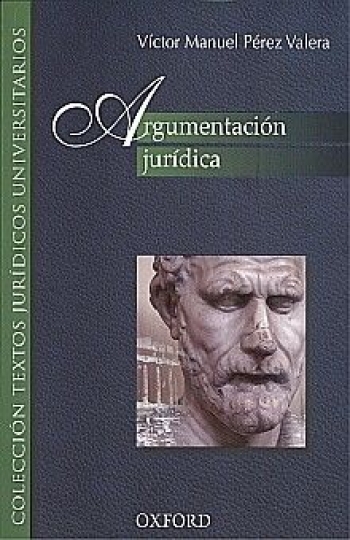 Víctor Manuel Pérez Valera
Argumentación
jurídica
COLECCIÓN TEXTOS JURÍDICOS UNIVERSITARIOS
OXFORD